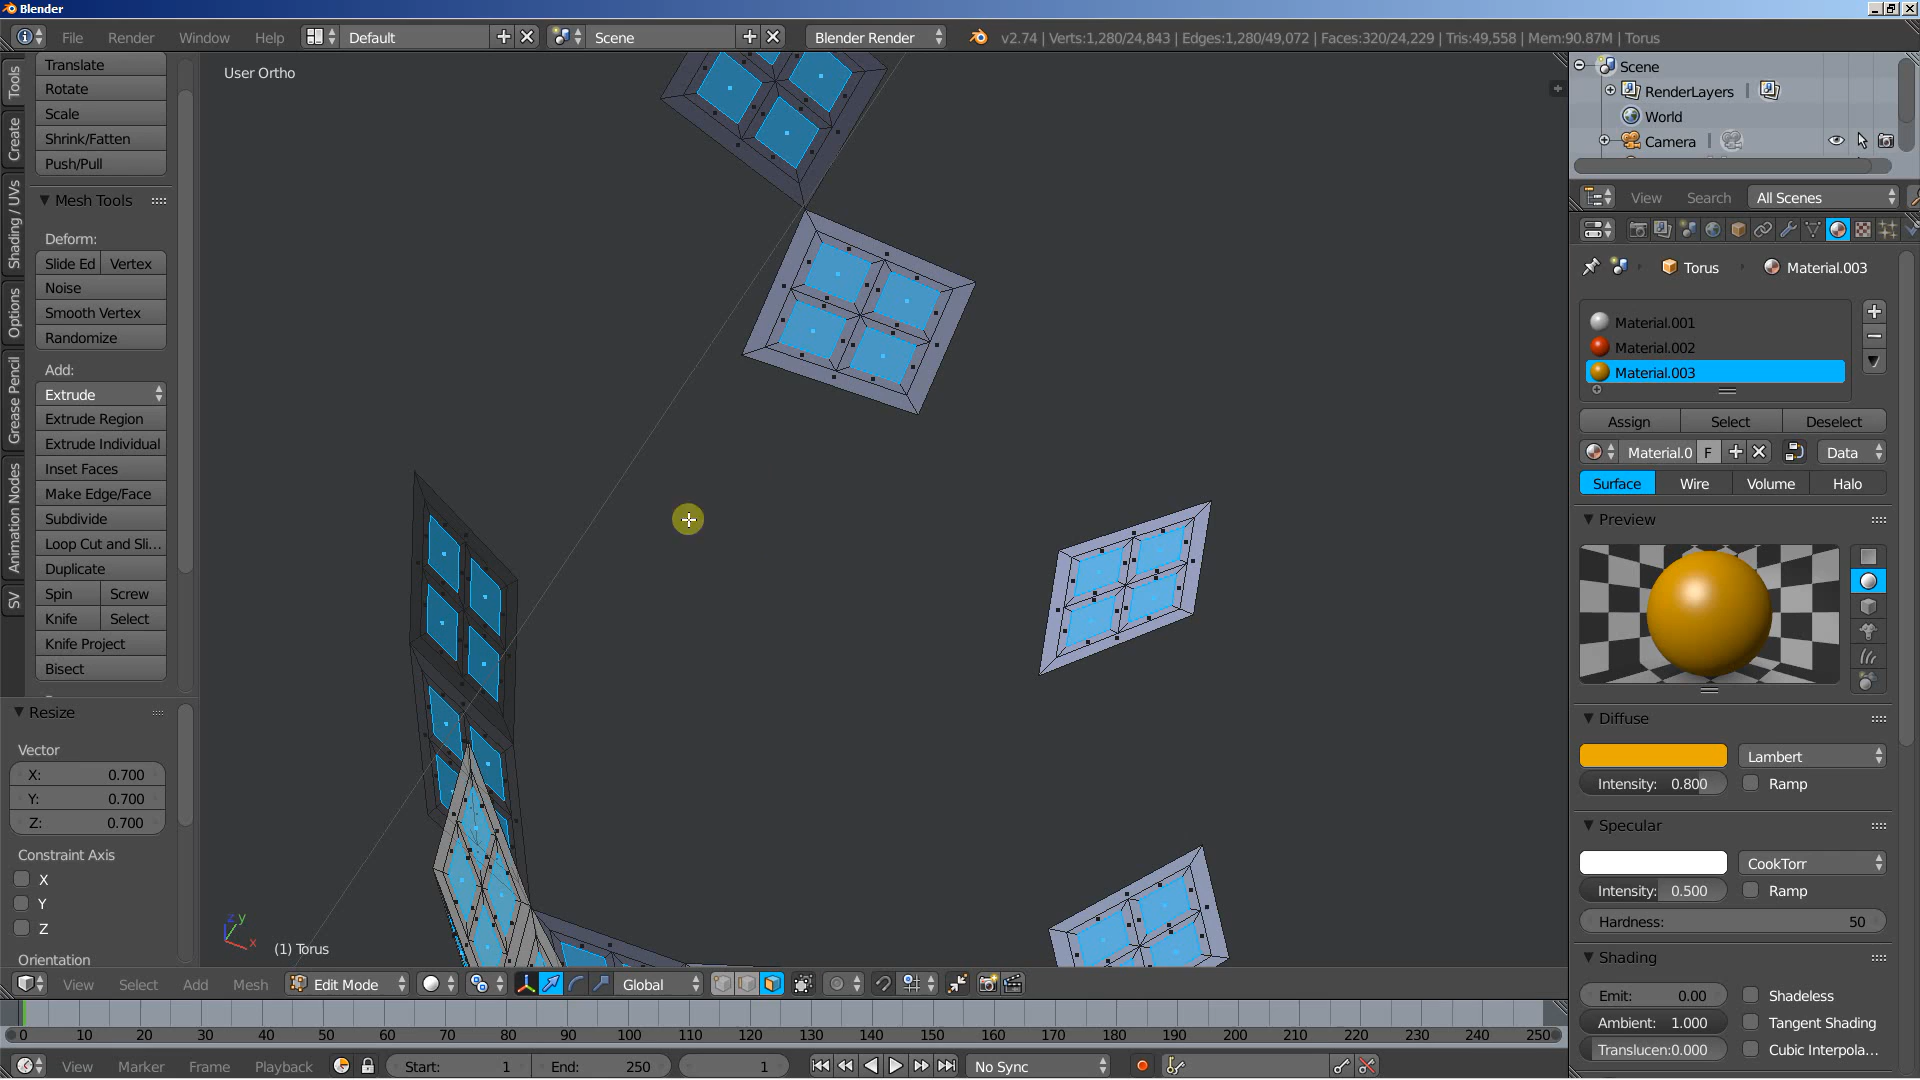 Blender
File Render Window Help Default Scene Blender Render v2.74 | Verts:1,280/24,843 | Edges:1,280/49,072 | Faces:320/24,229 | Tris:49,558 | Mem:90.87M | Torus
Tools
Create
Shading / UVs
Options
Grease Pencil
Animation Nodes
SV
Translate
Rotate
Scale
Shrink/Fatten
Push/Pull
Mesh Tools
Deform:
Slide Ed Vertex
Noise
Smooth Vertex
Randomize
Add:
Extrude
Extrude Region
Extrude Individual
Inset Faces
Make Edge/Face
Subdivide
Loop Cut and Sli...
Duplicate
Spin Screw
Knife Select
Knife Project
Bisect
Resize
Vector
X: 0.700
Y: 0.700
Z: 0.700
Constraint Axis
X
Y
Z
Orientation
User Ortho
z y
x
(1) Torus
View Select Add Mesh Edit Mode Global
0 10 20 30 40 50 60 70 80 90 100 110 120 130 140 150 160 170 180 190 200 210 220 230 240 250
View Marker Frame Playback Start: 1 End: 250 1 No Sync
Scene
RenderLayers |
World
Camera |
View Search All Scenes
Torus Material.003
Material.001
Material.002
Material.003
Assign Select Deselect
Material.0 F Data
Surface Wire Volume Halo
Preview
Diffuse
Lambert
Intensity: 0.800 Ramp
Specular
CookTorr
Intensity: 0.500 Ramp
Hardness: 50
Shading
Emit: 0.00 Shadeless
Ambient: 1.000 Tangent Shading
Translucen:0.000 Cubic Interpola...